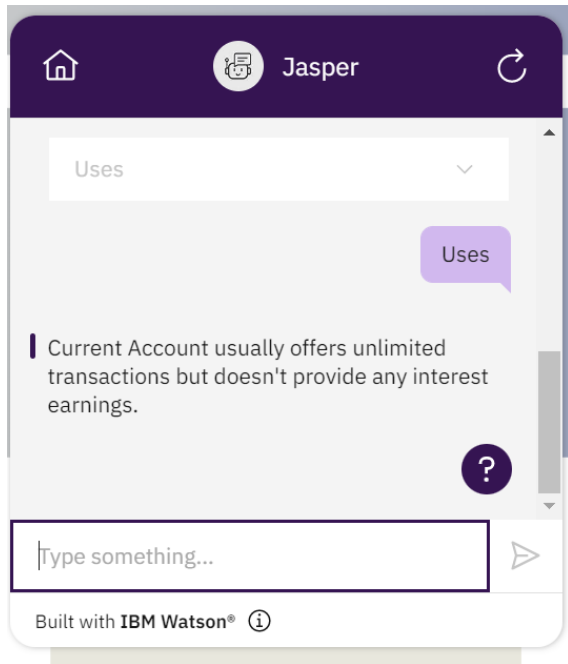 Jasper
Uses
Uses
Current Account usually offers unlimited
transactions but doesn't provide any interest
earnings.
?
Type something...
Built with IBM Watson® i